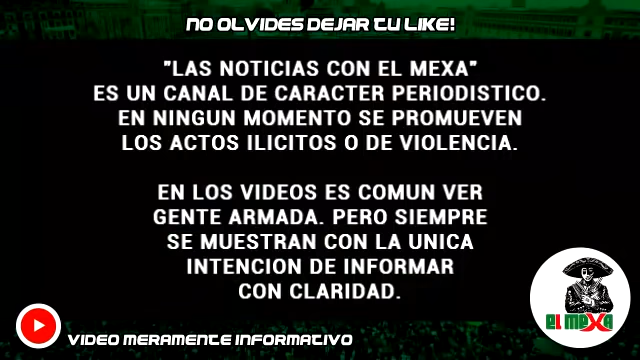 NO OLVIDES DEJAR TU LIKE!
"LAS NOTICIAS CON EL MEXA"
ES UN CANAL DE CARACTER PERIODISTICO.
EN NINGUN MOMENTO SE PROMUEVEN
LOS ACTOS ILICITOS O DE VIOLENCIA.
EN LOS VIDEOS ES COMUN VER
GENTE ARMADA. PERO SIEMPRE
SE MUESTRAN CON LA UNICA
INTENCION DE INFORMAR
CON CLARIDAD.
EL MEXA
VIDEO MERAMENTE INFORMATIVO